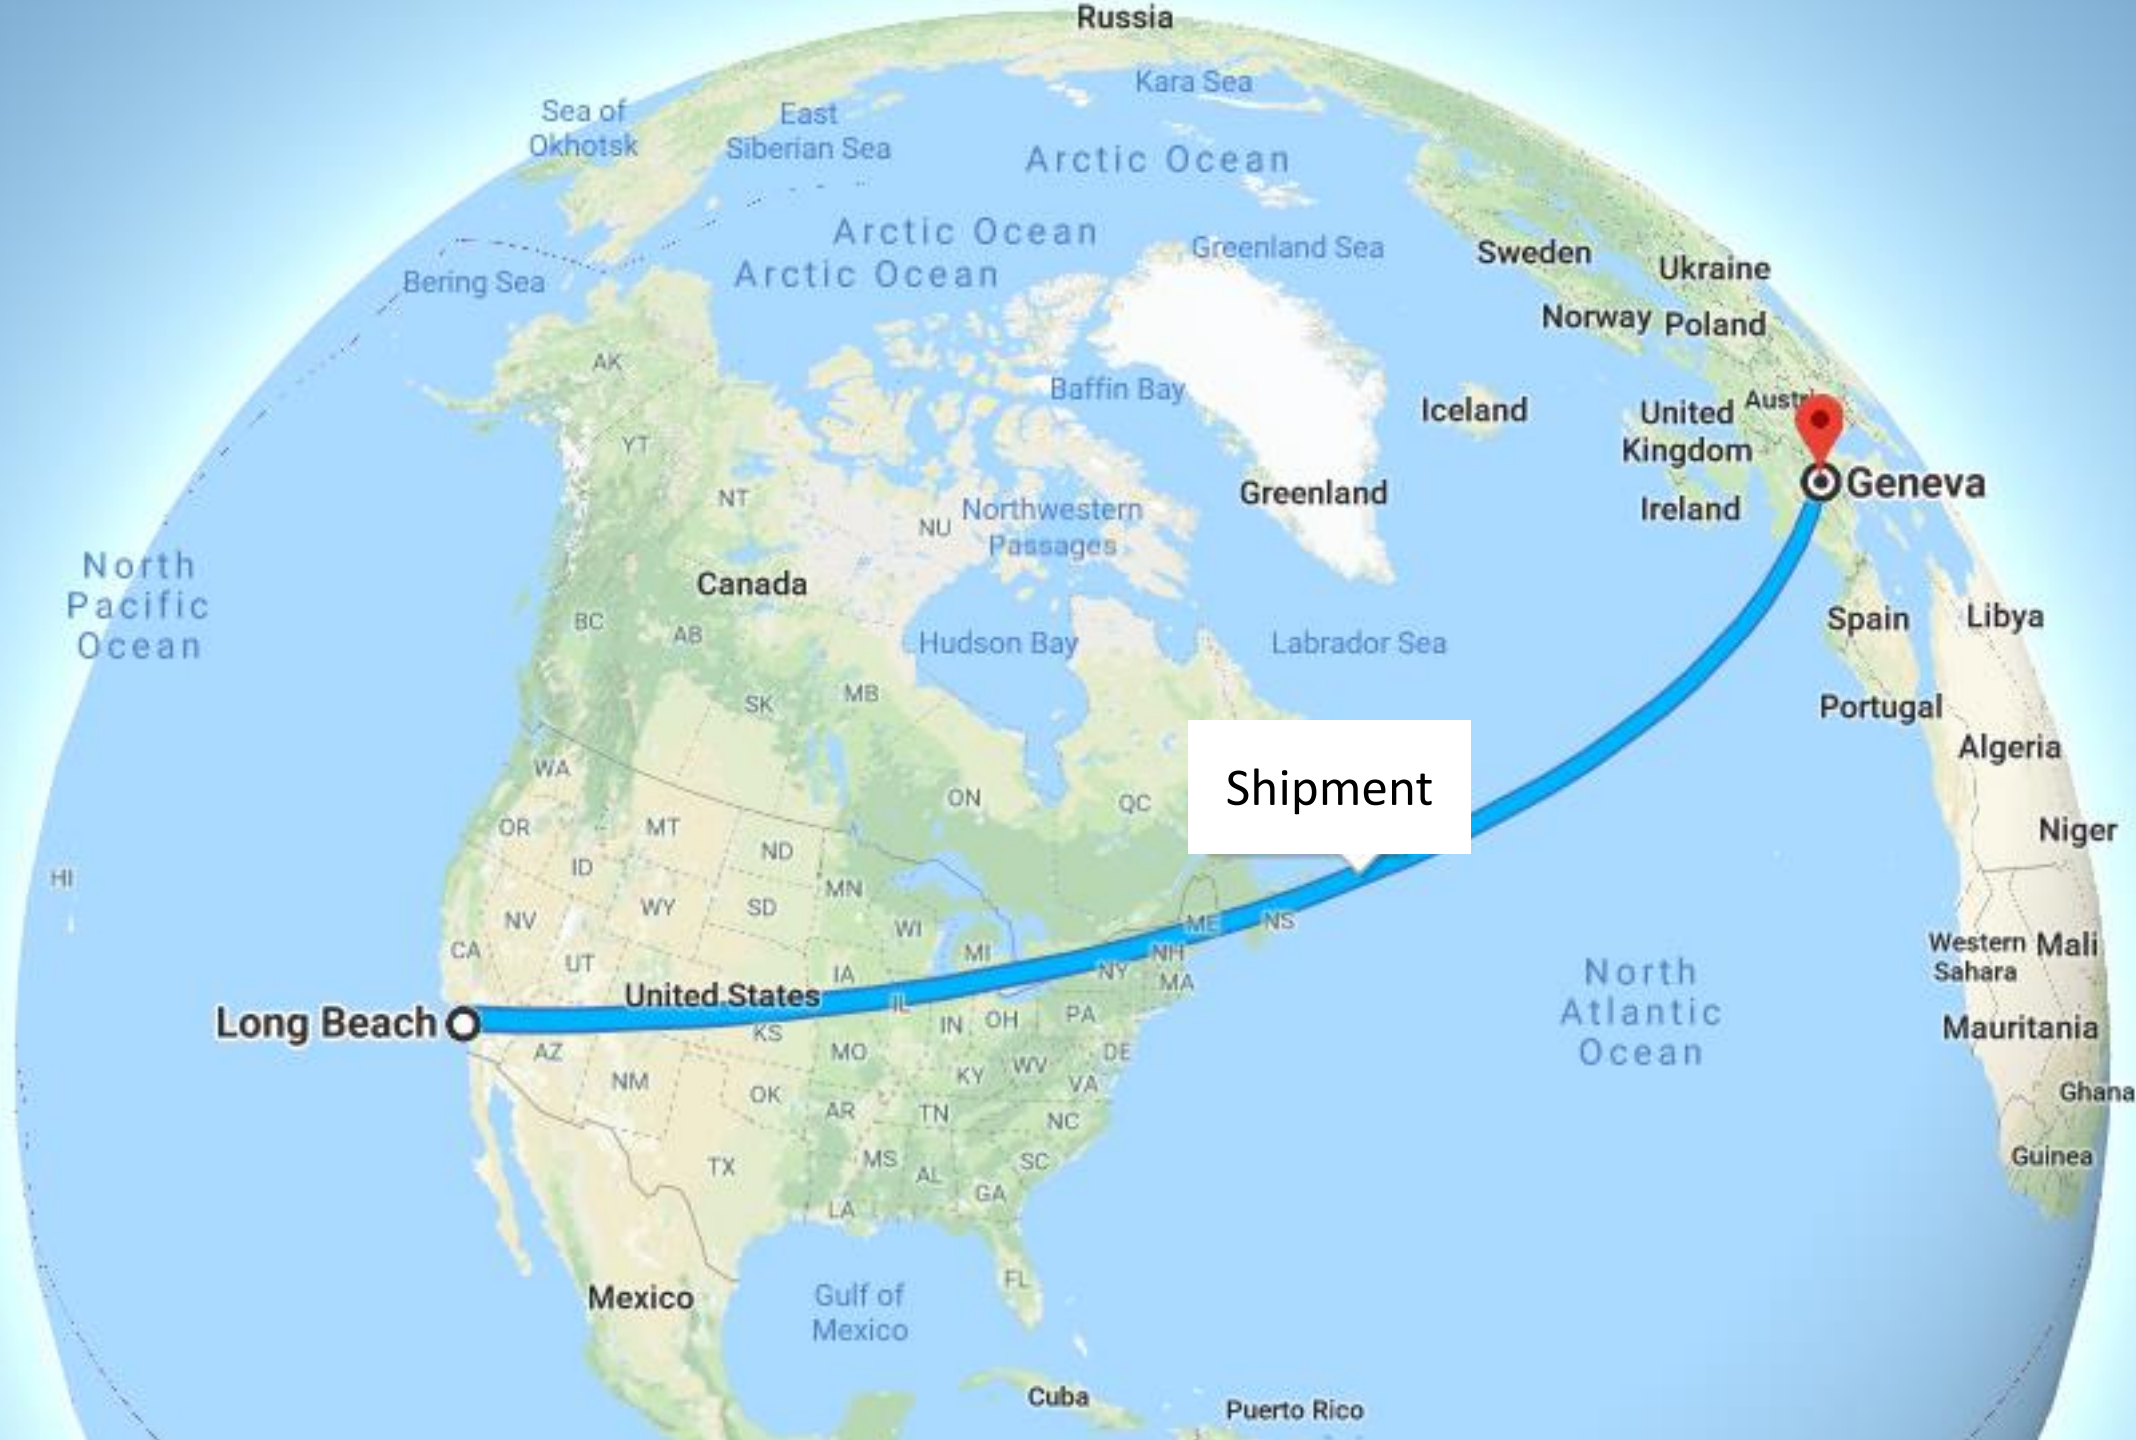 Russia
Kara Sea
Sea of
Okhotsk
East
Siberian Sea
Arctic Ocean
Arctic Ocean
Greenland Sea
Arctic Ocean
Bering Sea
Sweden
Ukraine
Norway
Poland
AK
Baffin Bay
Iceland
United
Kingdom
Austri
YT
Geneva
NT
Greenland
Ireland
NU
Northwestern
Passages
North
Pacific
Ocean
Canada
BC
AB
Hudson Bay
Labrador Sea
Spain
Libya
SK
MB
Portugal
Algeria
WA
Shipment
ON
QC
OR
MT
Niger
ND
ID
HI
MN
WY
SD
NV
WI
ME
NS
CA
UT
MI
NH
Western
Sahara
Mali
IA
NY
MA
North
Atlantic
Ocean
United States
IL
Long Beach
KS
IN
OH
PA
Mauritania
AZ
MO
DE
NM
KY
WV
VA
OK
Ghana
AR
TN
NC
TX
MS
AL
SC
Guinea
GA
LA
FL
Mexico
Gulf of
Mexico
Cuba
Puerto Rico